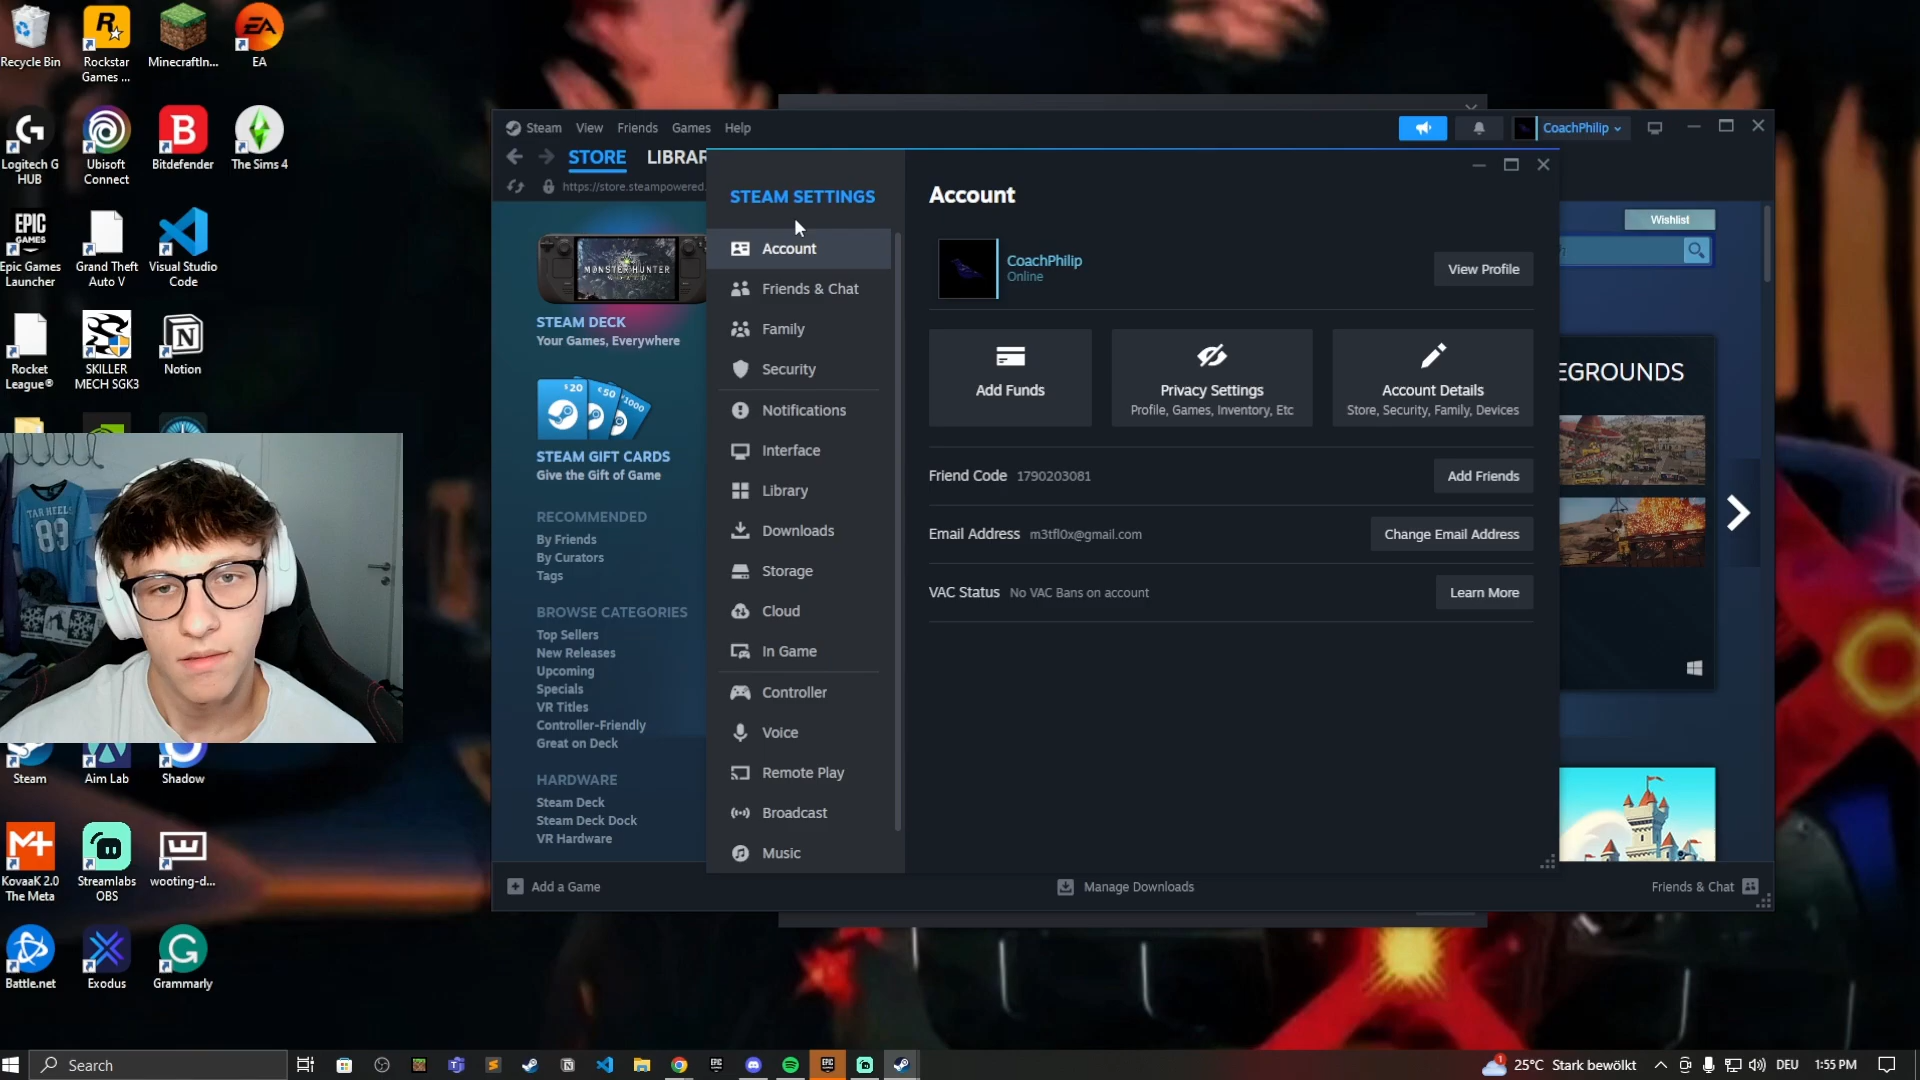 Recycle Bin
Rockstar Games ...
MinecraftIn...
EA
Logitech G HUB
Ubisoft Connect
Bitdefender
The Sims 4
Epic Games Launcher
Grand Theft Auto V
Visual Studio Code
Rocket League®
SKILLER MECH SGK3
Notion
TAR HEELS
89
Steam
Aim Lab
Shadow
KovaaK 2.0 The Meta
Streamlabs OBS
wooting-d...
Battle.net
Exodus
Grammarly
Steam View Friends Games Help
CoachPhilip
STORE LIBRAR
https://store.steampowered.
Wishlist
MONSTER HUNTER
STEAM DECK
Your Games, Everywhere
$20
STEAM GIFT CARDS
Give the Gift of Game
RECOMMENDED
By Friends
By Curators
Tags
BROWSE CATEGORIES
Top Sellers
New Releases
Upcoming
Specials
VR Titles
Controller-Friendly
Great on Deck
HARDWARE
Steam Deck
Steam Deck Dock
VR Hardware
STEAM SETTINGS
Account
Friends & Chat
Family
Security
Notifications
Interface
Library
Downloads
Storage
Cloud
In Game
Controller
Voice
Remote Play
Broadcast
Music
Account
CoachPhilip
Online
View Profile
Add Funds
Privacy Settings
Profile, Games, Inventory, Etc
Account Details
Store, Security, Family, Devices
Friend Code 1790203081
Add Friends
Email Address m3tfl0x@gmail.com
Change Email Address
VAC Status No VAC Bans on account
Learn More
EGROUNDS
Add a Game
Manage Downloads
Friends & Chat
Search
25°C Stark bewölkt
DEU
1:55 PM